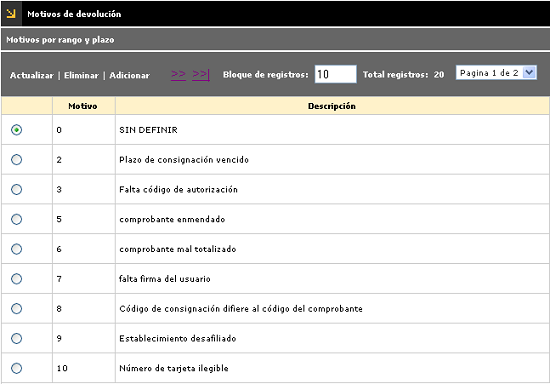 Motivos de devolución
Motivos por rango y plazo
Actualizar | Eliminar | Adicionar >> >>| Bloque de registros: 10 Total registros: 20 Pagina 1 de 2
Motivo Descripción
0 SIN DEFINIR
2 Plazo de consignación vencido
3 Falta código de autorización
5 comprobante enmendado
6 comprobante mal totalizado
7 falta firma del usuario
8 Código de consignación difiere al código del comprobante
9 Establecimiento desafiliado
10 Número de tarjeta ilegible